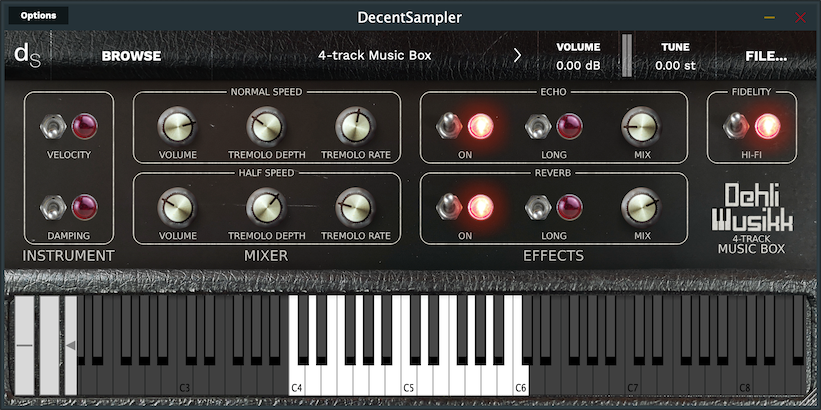 Options
DecentSampler
dS
BROWSE
4-track Music Box
VOLUME
0.00 dB
TUNE
0.00 st
FILE...
NORMAL SPEED
ECHO
FIDELITY
VELOCITY
VOLUME
TREMOLO DEPTH
TREMOLO RATE
ON
LONG
MIX
HI-FI
HALF SPEED
REVERB
DAMPING
VOLUME
TREMOLO DEPTH
TREMOLO RATE
ON
LONG
MIX
Dehli
Musikk
4-TRACK
MUSIC BOX
INSTRUMENT
MIXER
EFFECTS
C3
C4
C5
C6
C7
C8